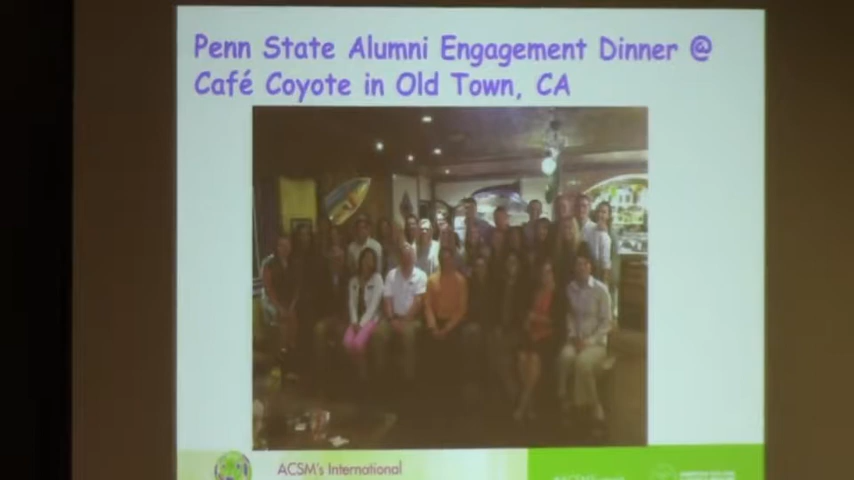 Penn State Alumni Engagement Dinner @
Café Coyote in Old Town, CA
ACSM's International